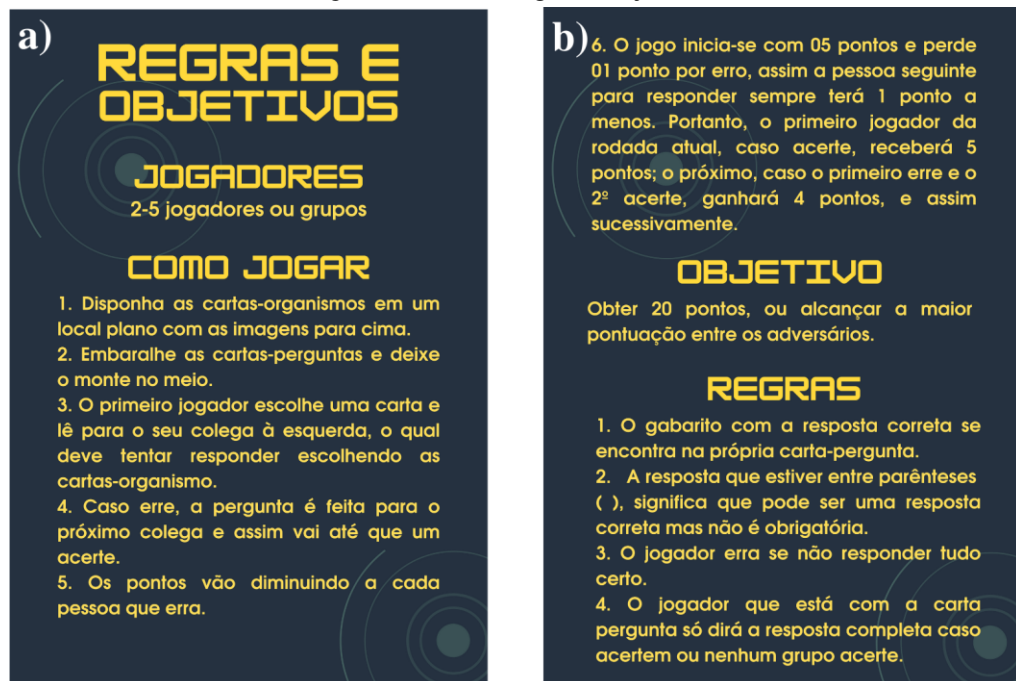 a)
REGRAS E
OBJETIVOS
JOGADORES
2-5 jogadores ou grupos
COMO JOGAR
1. Disponha as cartas-organismos em um
local plano com as imagens para cima.
2. Embaralhe as cartas-perguntas e deixe
o monte no meio.
3. O primeiro jogador escolhe uma carta e
lê para o seu colega à esquerda, o qual
deve tentar responder escolhendo as
cartas-organismo.
4. Caso erre, a pergunta é feita para o
próximo colega e assim vai até que um
acerte.
5. Os pontos vão diminuindo a cada
pessoa que erra.
b)
6. O jogo inicia-se com 05 pontos e perde
01 ponto por erro, assim a pessoa seguinte
para responder sempre terá 1 ponto a
menos. Portanto, o primeiro jogador da
rodada atual, caso acerte, receberá 5
pontos; o próximo, caso o primeiro erre e o
2º acerte, ganhará 4 pontos, e assim
sucessivamente.
OBJETIVO
Obter 20 pontos, ou alcançar a maior
pontuação entre os adversários.
REGRAS
1. O gabarito com a resposta correta se
encontra na própria carta-pergunta.
2. A resposta que estiver entre parênteses
( ), significa que pode ser uma resposta
correta mas não é obrigatória.
3. O jogador erra se não responder tudo
certo.
4. O jogador que está com a carta
pergunta só dirá a resposta completa caso
acertem ou nenhum grupo acerte.